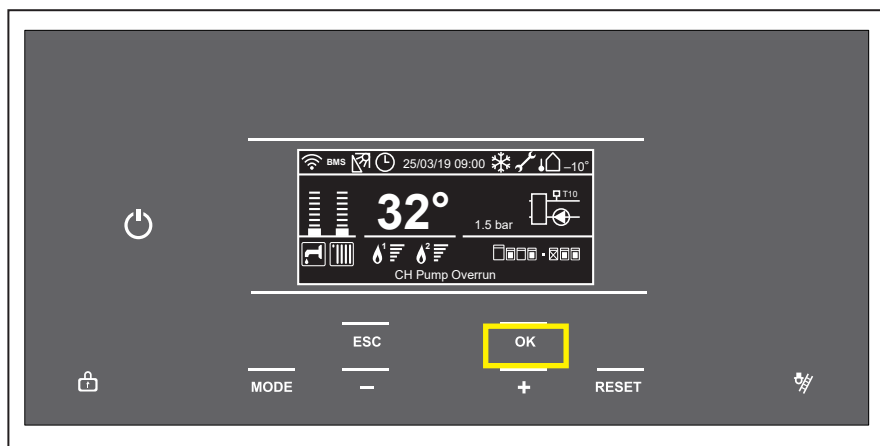 BMS 25/03/19 09:00 –10°
32° 1.5 bar T10
1 2
CH Pump Overrun
ESC OK
MODE – + RESET